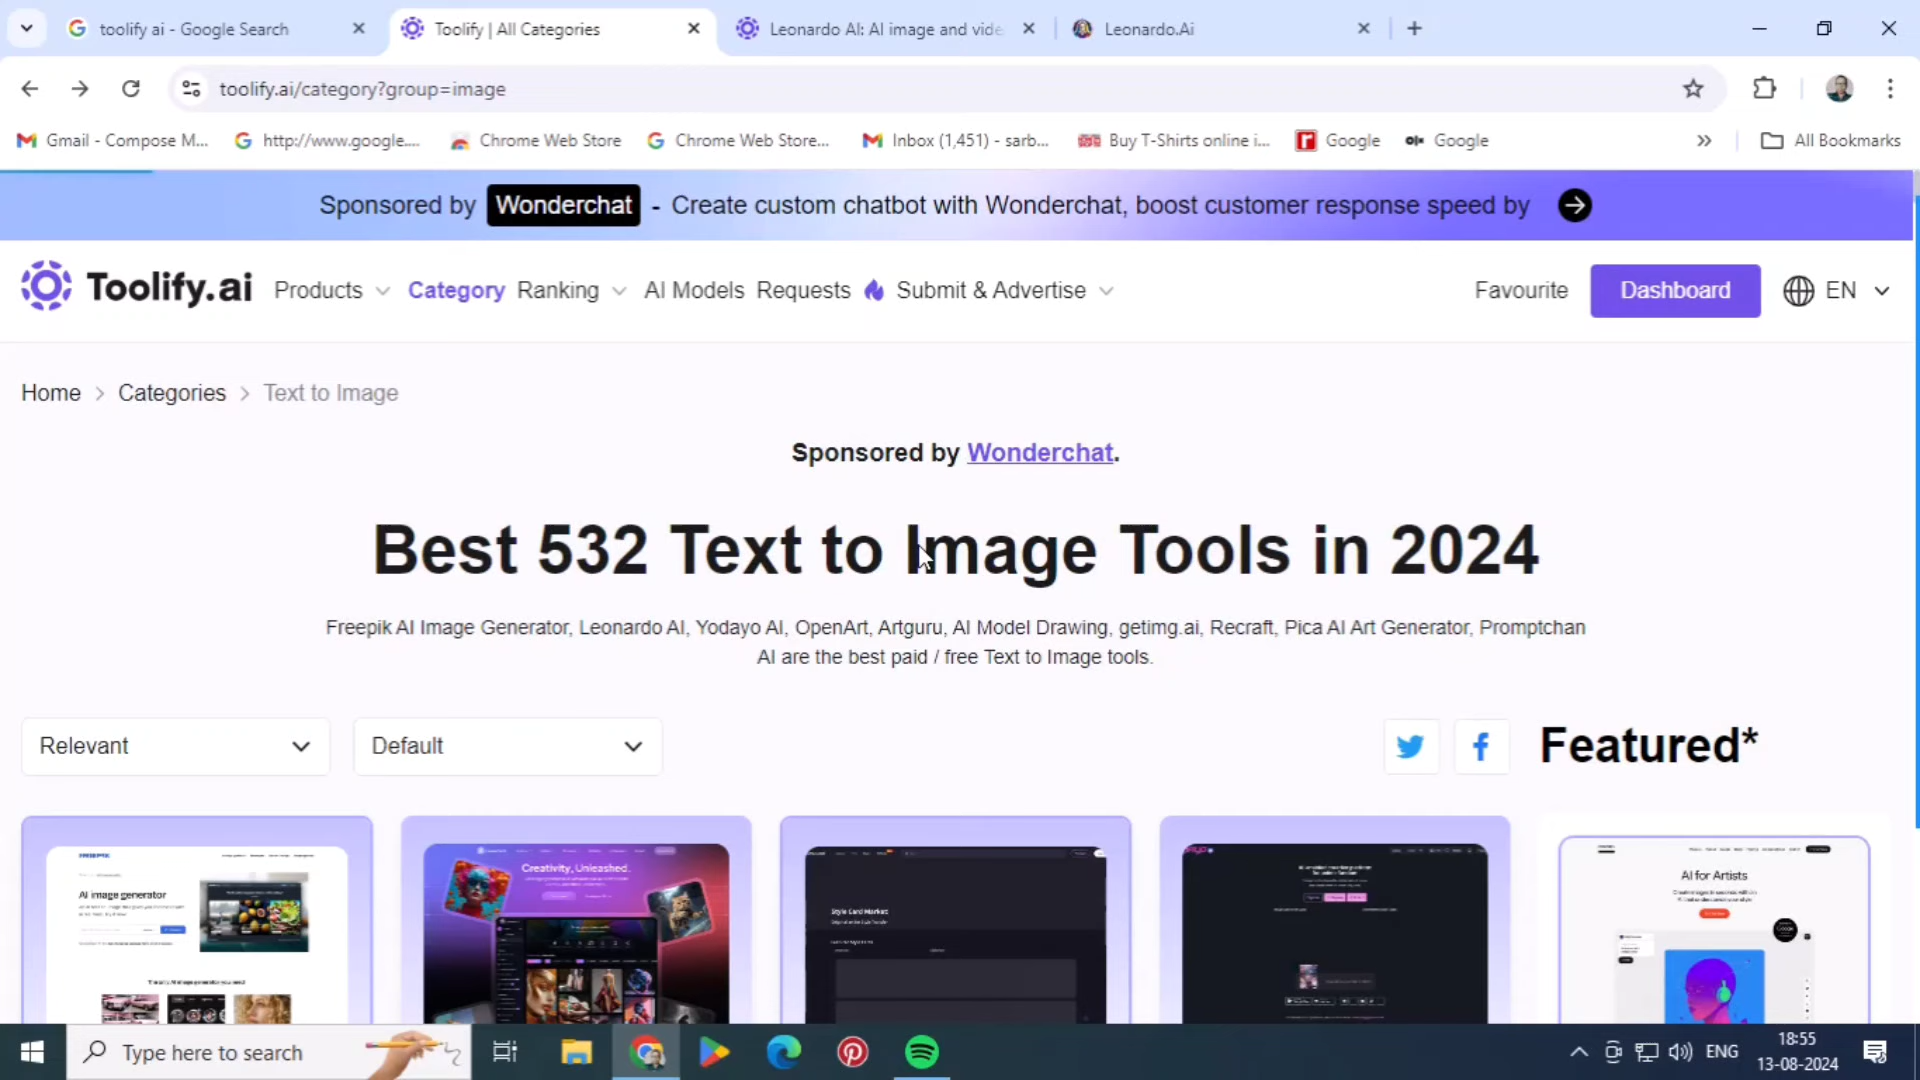 toolify ai - Google Search
Toolify | All Categories
Leonardo AI: AI image and vide
Leonardo.Ai
toolify.ai/category?group=image
Gmail - Compose M...
http://www.google....
Chrome Web Store
Chrome Web Store...
Inbox (1,451) - sarb...
Buy T-Shirts online i...
Google
Google
All Bookmarks
Sponsored by Wonderchat - Create custom chatbot with Wonderchat, boost customer response speed by
Toolify.ai
Products
Category
Ranking
AI Models
Requests
Submit & Advertise
Favourite
Dashboard
EN
Home > Categories > Text to Image
Sponsored by Wonderchat.
Best 532 Text to Image Tools in 2024
Freepik AI Image Generator, Leonardo AI, Yodayo AI, OpenArt, Artguru, AI Model Drawing, getimg.ai, Recraft, Pica AI Art Generator, Promptchan
AI are the best paid / free Text to Image tools.
Relevant
Default
Featured*
FREEPIK
AI image generator
Creativity, Unleashed.
Style Card Market
AI for Artists
Type here to search
ENG
18:55
13-08-2024